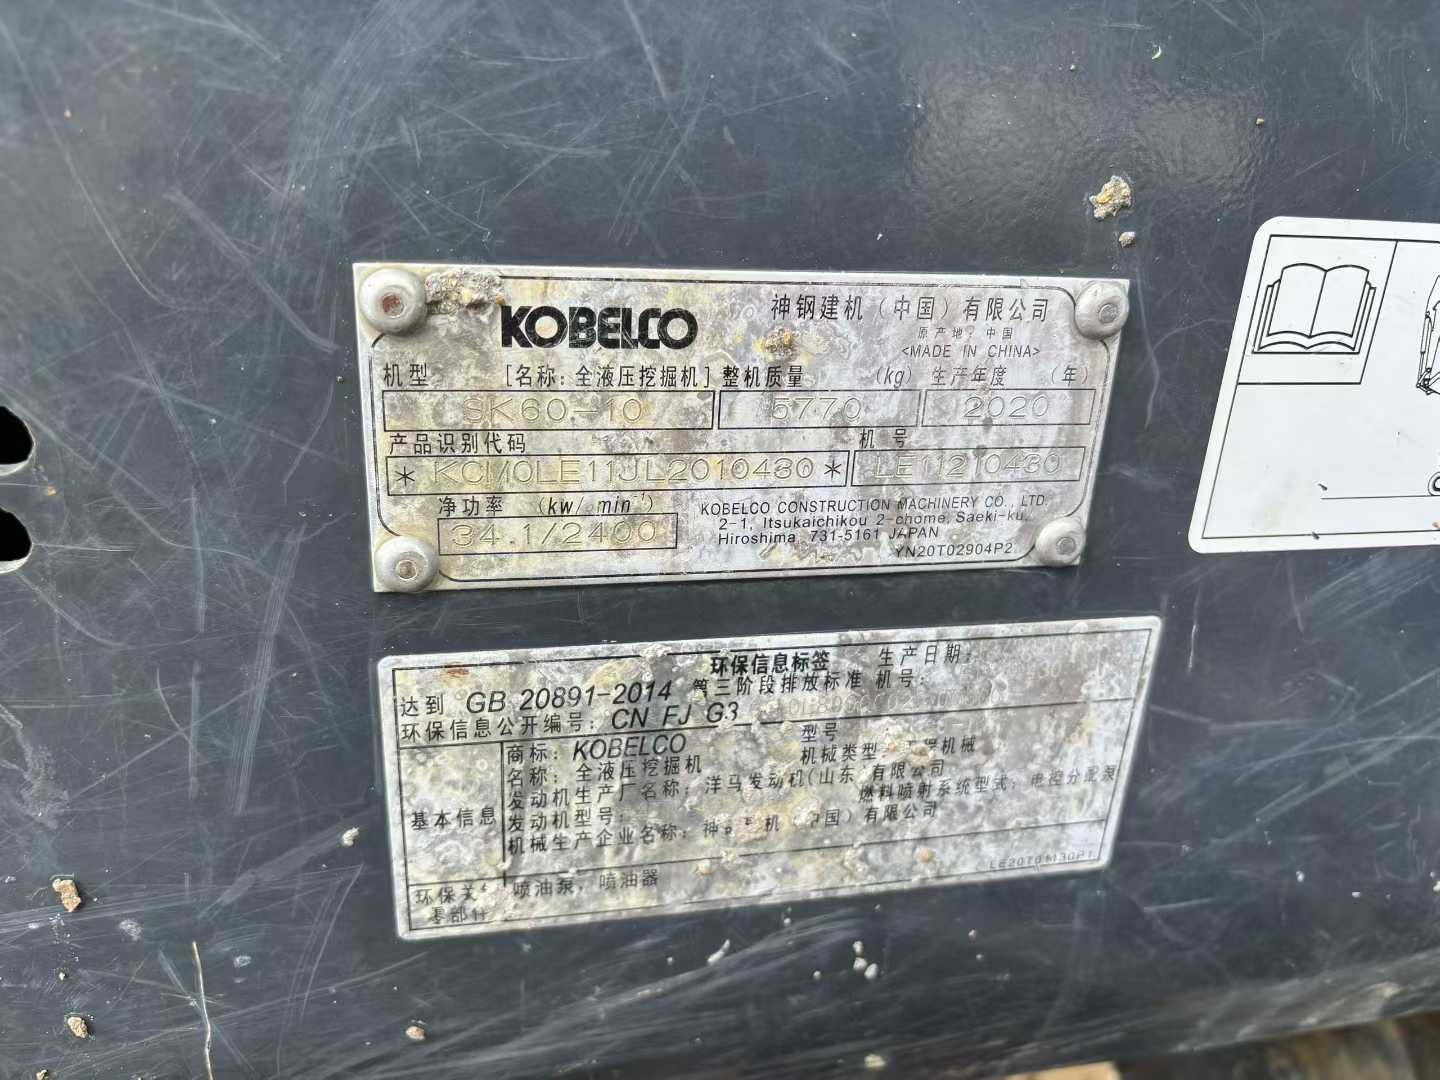 KOBELCO 神钢建机(中国)有限公司
原产地:中国
<MADE IN CHINA>
机型 [名称:全液压挖掘机] 整机质量 (kg) 生产年度 (年)
SK60-10 5770 2020
产品识别代码 机号
* KCM0LE11JL2010430 * LE11210430
净功率 (kw/min⁻¹)
34.1/2400
KOBELCO CONSTRUCTION MACHINERY CO., LTD.
2-1, Itsukaichikou 2-chome, Saeki-ku,
Hiroshima 731-5161 JAPAN
YN20T02904P2
环保信息标签 生产日期:
达到 GB 20891-2014 第三阶段排放标准 机号:
环保信息公开编号: CN FJ G3
基本信息
商标: KOBELCO 型号
名称: 全液压挖掘机 机械类型
发动机生产厂名称: 洋马发动机(山东)有限公司
发动机型号: 燃料喷射系统型式: 电控分配泵
机械生产企业名称: 神 机(中国)有限公司
环保关
零部件
喷油泵, 喷油器